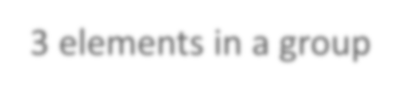 3 elements in a group